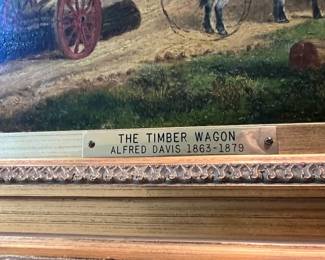 THE TIMBER WAGON
ALFRED DAVIS 1863-1879